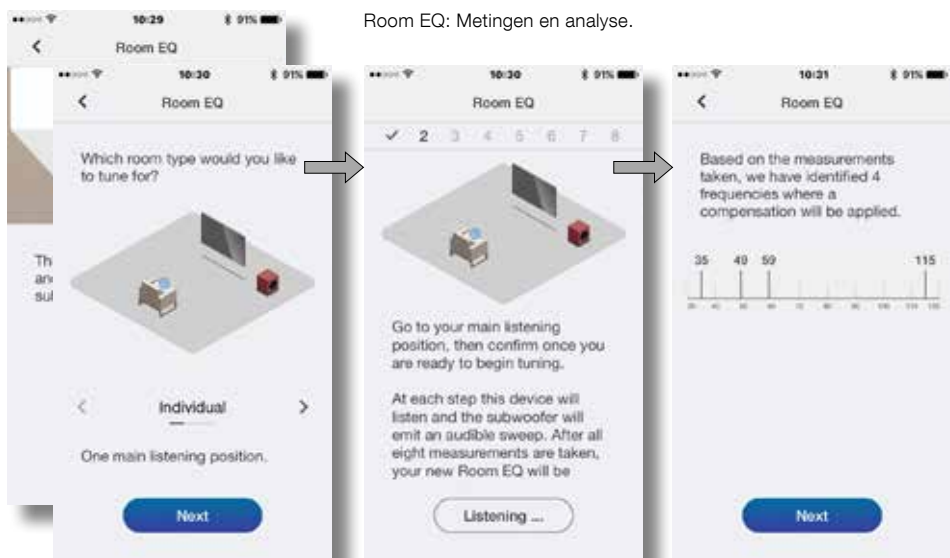 Room EQ: Metingen en analyse.
10:29
91%
Room EQ
Th
an
su
10:30
91%
Room EQ
Which room type would you like
to tune for?
Individual
One main listening position.
Next
10:30
91%
Room EQ
2 3 4 5 6 7 8
Go to your main listening
position, then confirm once you
are ready to begin tuning.
At each step this device will
listen and the subwoofer will
emit an audible sweep. After all
eight measurements are taken,
your new Room EQ will be
Listening ...
10:31
91%
Room EQ
Based on the measurements
taken, we have identified 4
frequencies where a
compensation will be applied.
35 49 59 115
Next